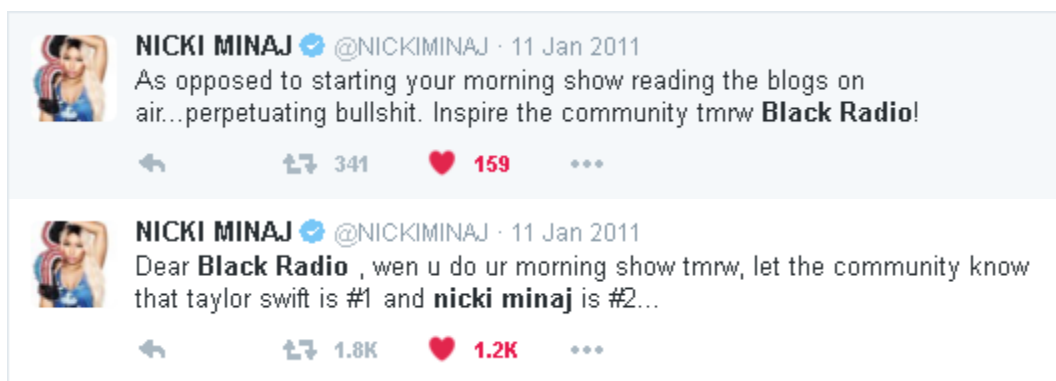 NICKI MINAJ @NICKIMINAJ · 11 Jan 2011
As opposed to starting your morning show reading the blogs on
air...perpetuating bullshit. Inspire the community tmrw Black Radio!
341 159
NICKI MINAJ @NICKIMINAJ · 11 Jan 2011
Dear Black Radio , wen u do ur morning show tmrw, let the community know
that taylor swift is #1 and nicki minaj is #2...
1.8K 1.2K